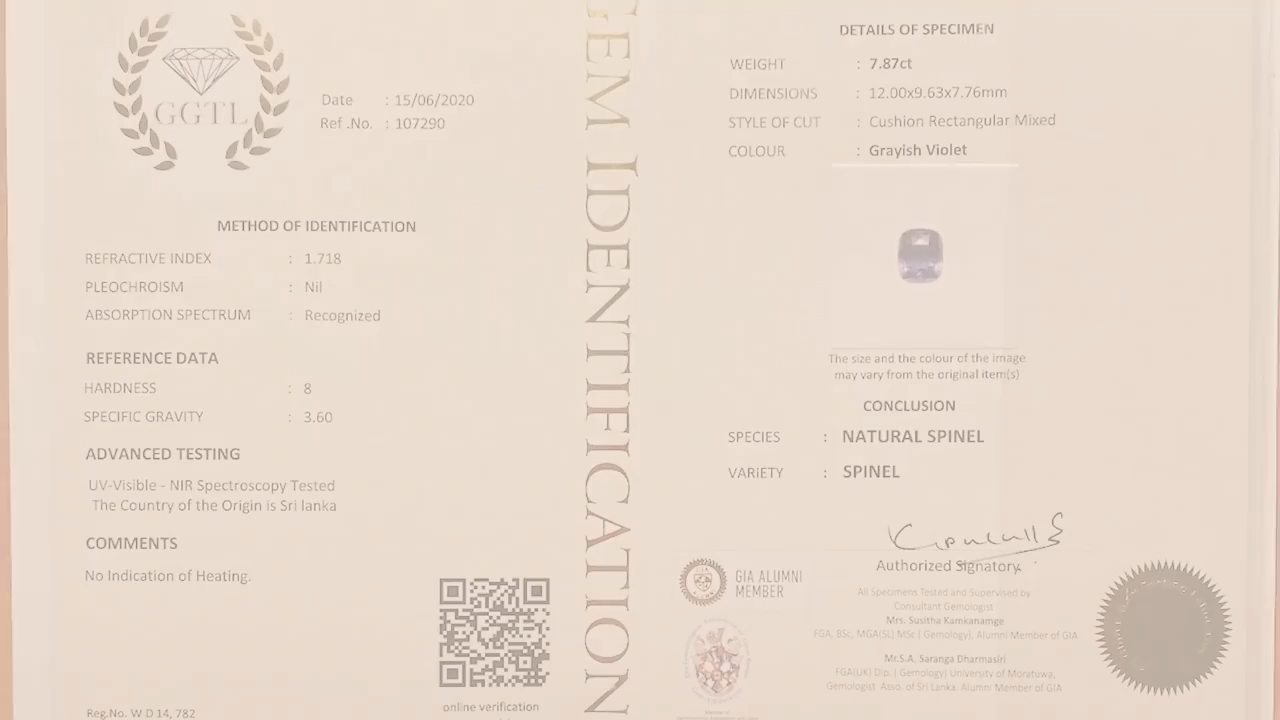 GGTL
Date : 15/06/2020
Ref .No. : 107290
METHOD OF IDENTIFICATION
REFRACTIVE INDEX : 1.718
PLEOCHROISM : Nil
ABSORPTION SPECTRUM : Recognized
REFERENCE DATA
HARDNESS : 8
SPECIFIC GRAVITY : 3.60
ADVANCED TESTING
UV-Visible - NIR Spectroscopy Tested
The Country of the Origin is Sri lanka
COMMENTS
No Indication of Heating.
online verification
Reg.No. W D 14, 782
GEM IDENTIFICATION
DETAILS OF SPECIMEN
WEIGHT : 7.87ct
DIMENSIONS : 12.00x9.63x7.76mm
STYLE OF CUT : Cushion Rectangular Mixed
COLOUR : Grayish Violet
The size and the colour of the image
may vary from the original item(s)
CONCLUSION
SPECIES : NATURAL SPINEL
VARIETY : SPINEL
Authorized Signatory
GIA ALUMNI
MEMBER
All Specimen Tested and Supervised by
Consultant Gemologist
Mrs. Susitha Kamkanamge
FGA, BSc, MGA(SL) MSc ( Gemology), Alumni Member of GIA
Mr.S.A. Saranga Dharmasiri
FGA(UK) Dip. ( Gemology) University of Moratuwa,
Gemologist Asso. of Sri Lanka. Alumni Member of GIA